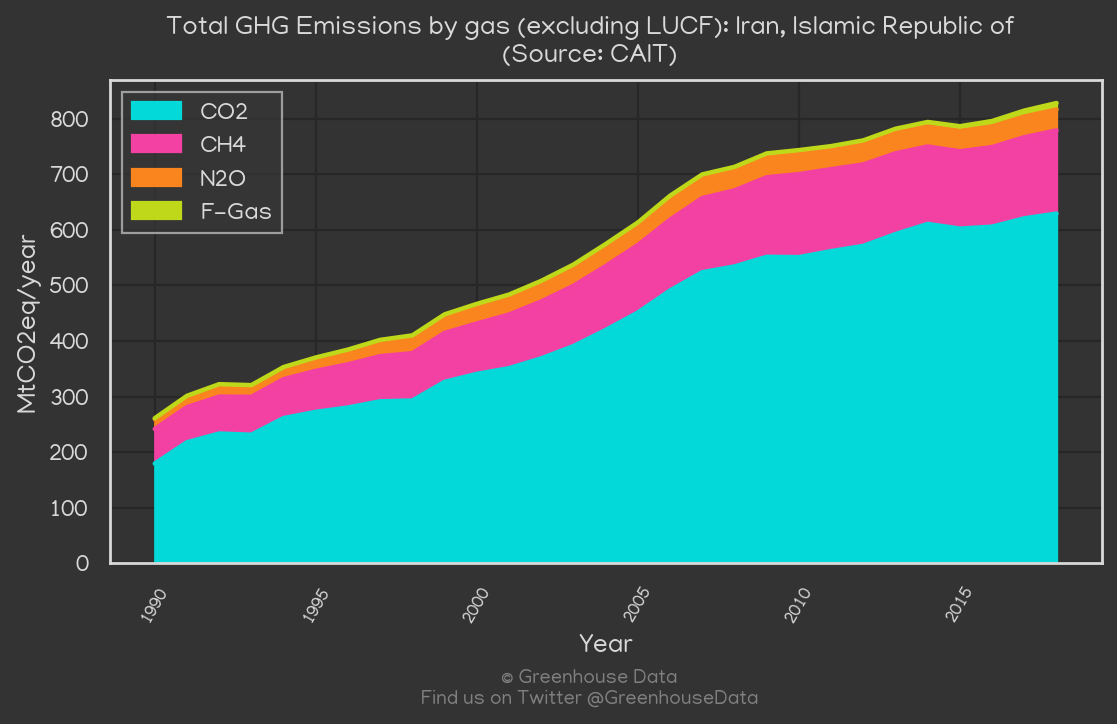 Total GHG Emissions by gas (excluding LUCF): Iran, Islamic Republic of
(Source: CAIT)
CO2
CH4
N2O
F-Gas
MtCO2eq/year
800
700
600
500
400
300
200
100
0
1990
1995
2000
2005
2010
2015
Year
© Greenhouse Data
Find us on Twitter @GreenhouseData